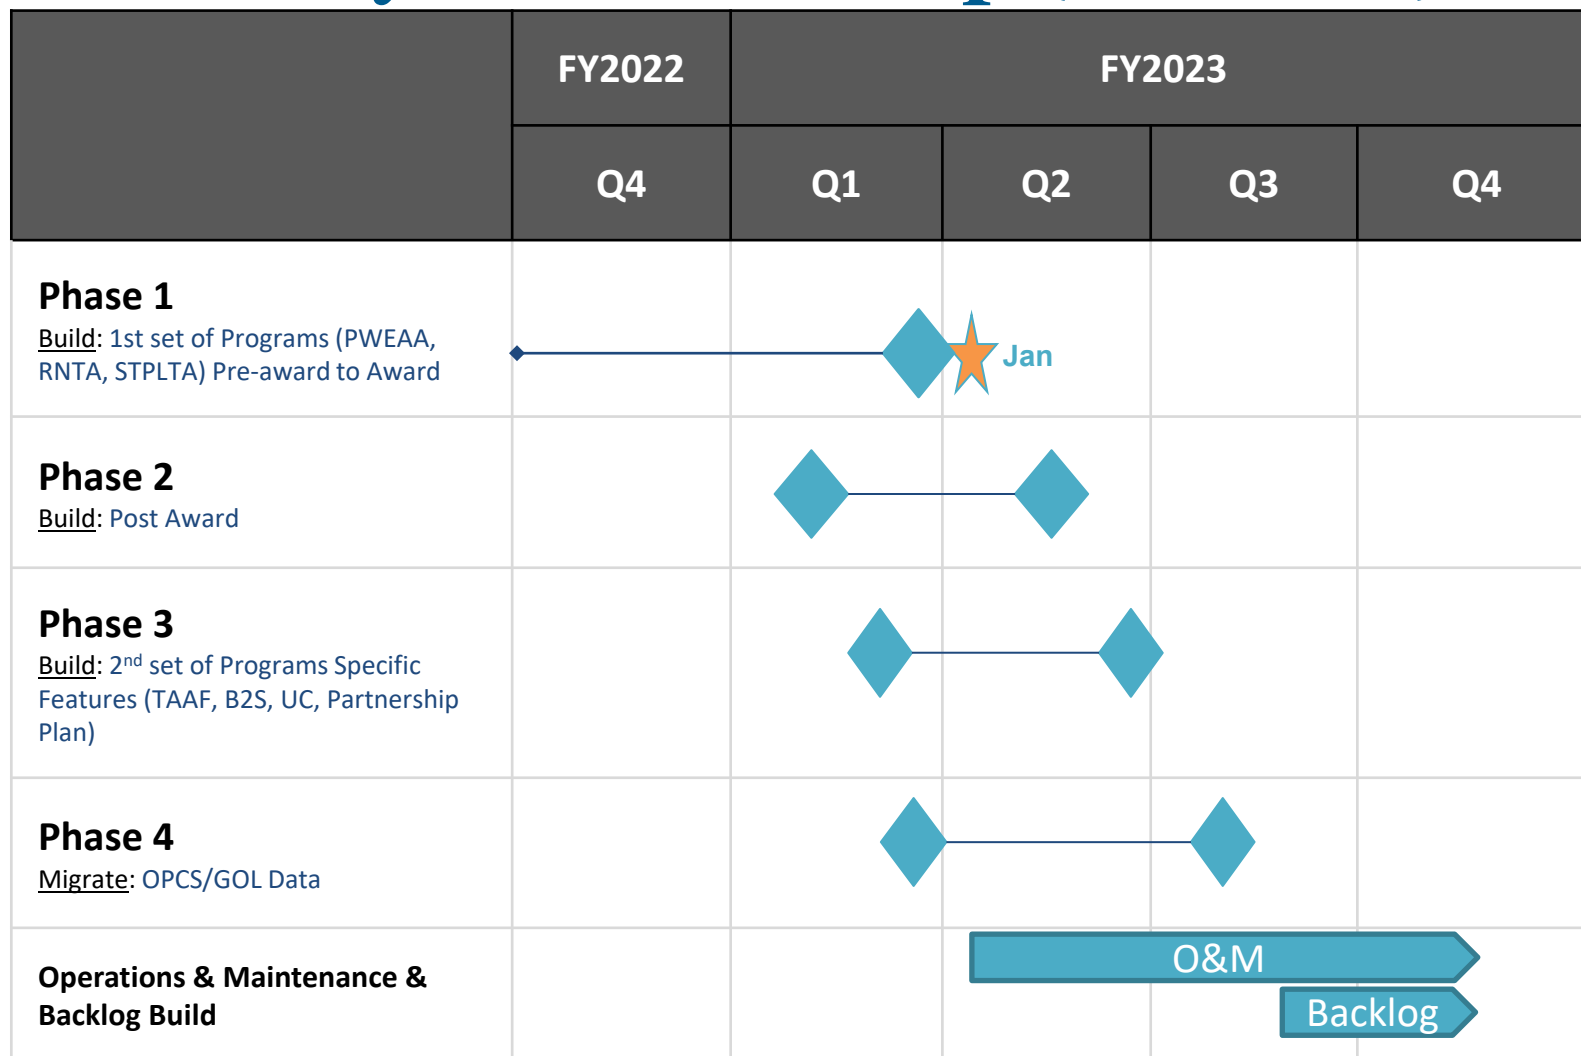 FY2022 FY2023
Q4 Q1 Q2 Q3 Q4
Phase 1
Build: 1st set of Programs (PWEAA,
RNTA, STPLTA) Pre-award to Award
Jan
Phase 2
Build: Post Award
Phase 3
Build: 2nd set of Programs Specific
Features (TAAF, B2S, UC, Partnership
Plan)
Phase 4
Migrate: OPCS/GOL Data
Operations & Maintenance &
Backlog Build
O&M
Backlog